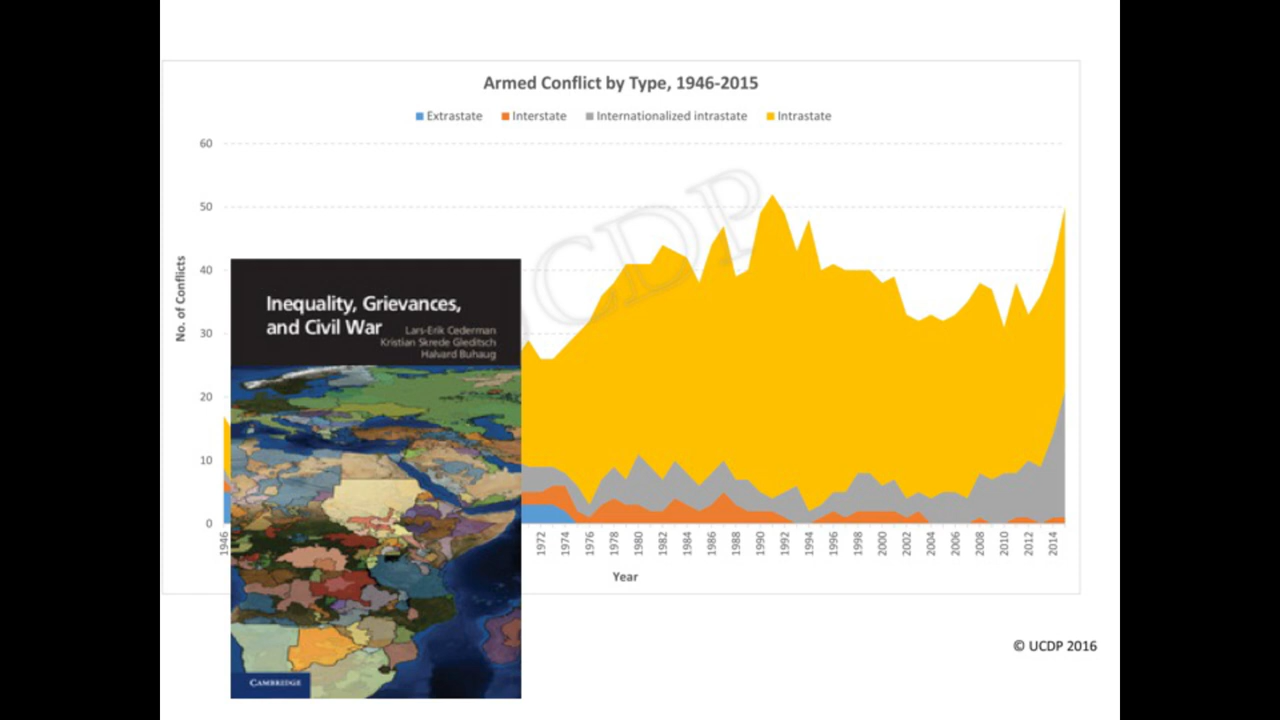 Armed Conflict by Type, 1946-2015
Extrastate Interstate Internationalized intrastate Intrastate
60
50
40
30
20
10
0
No. of Conflicts
UCDP
1946 1972 1974 1976 1978 1980 1982 1984 1986 1988 1990 1992 1994 1996 1998 2000 2002 2004 2006 2008 2010 2012 2014
Year
Inequality, Grievances,
and Civil War
Lars-Erik Cederman
Kristian Skrede Gleditsch
Halvard Buhaug
CAMBRIDGE
© UCDP 2016